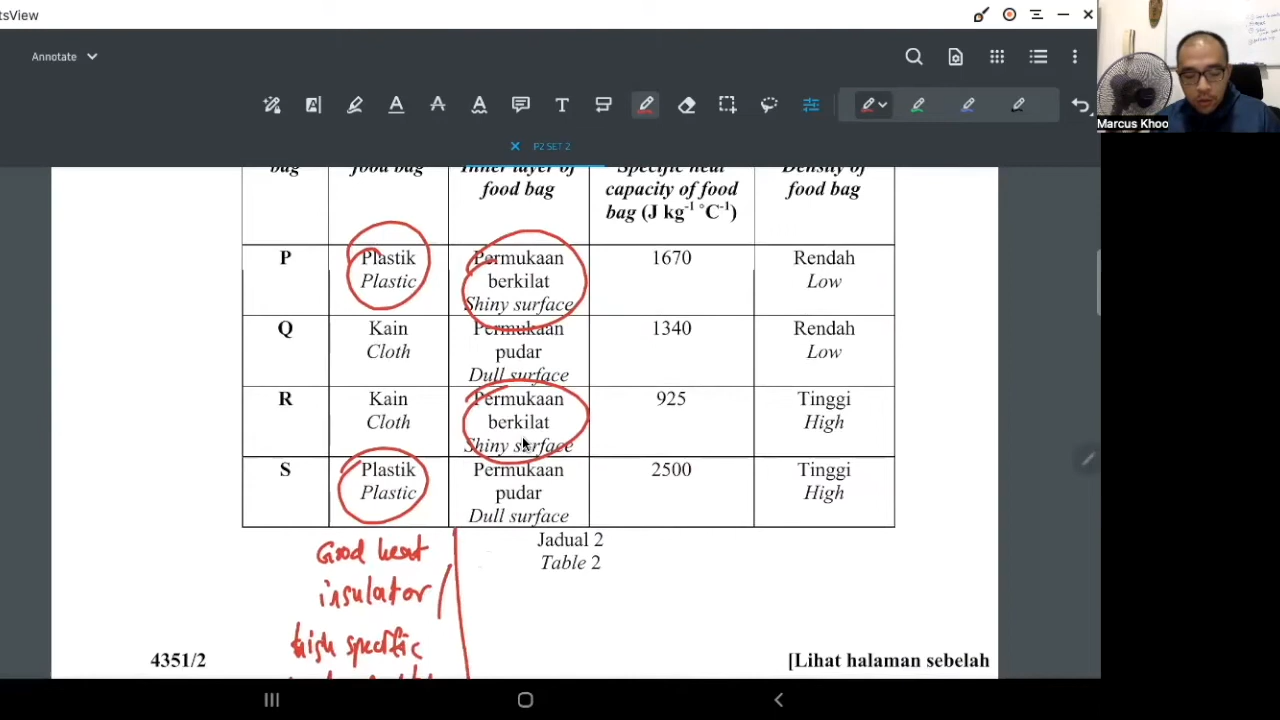 tsView
Annotate
T
Marcus Khoo
P2 SET 2
bag
food bag
Inner layer of
food bag
Specific heat
capacity of food
bag (J kg⁻¹ °C⁻¹)
Density of
food bag
P
Plastik
Plastic
Permukaan
berkilat
Shiny surface
1670
Rendah
Low
Q
Kain
Cloth
Permukaan
pudar
Dull surface
1340
Rendah
Low
R
Kain
Cloth
Permukaan
berkilat
Shiny surface
925
Tinggi
High
S
Plastik
Plastic
Permukaan
pudar
Dull surface
2500
Tinggi
High
Jadual 2
Table 2
Good heat
insulator/
high specific
4351/2
[Lihat halaman sebelah